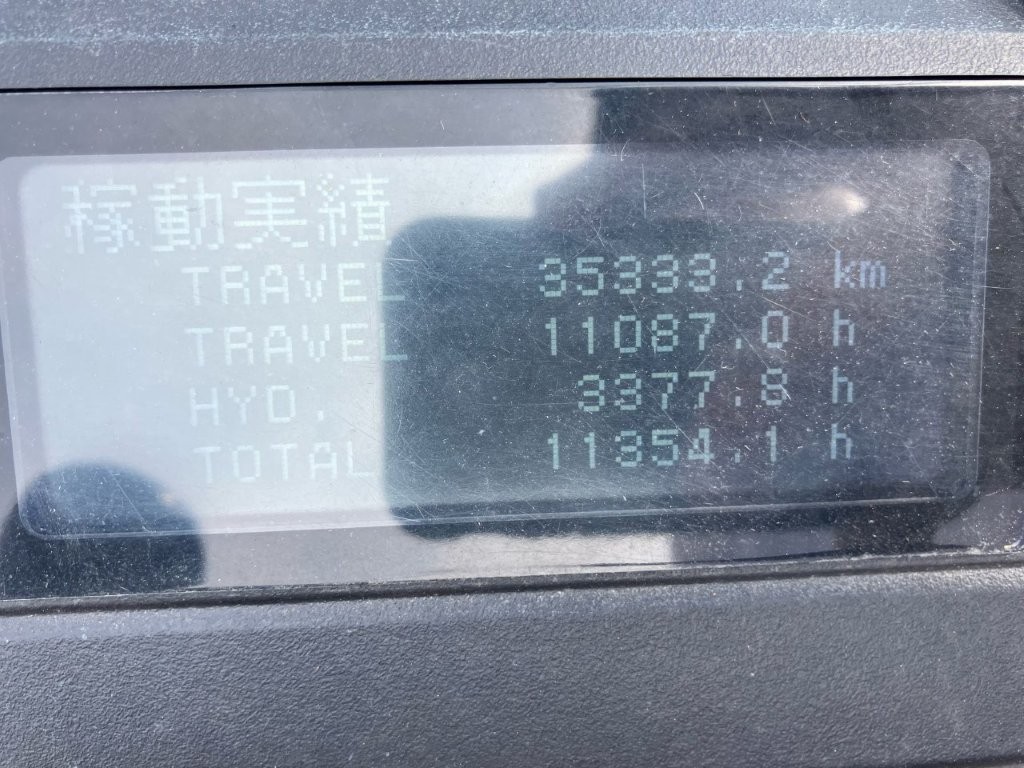 稼動実績
TRAVEL 35333.2 km
TRAVEL 11087.0 h
HYD. 3377.8 h
TOTAL 11354.1 h